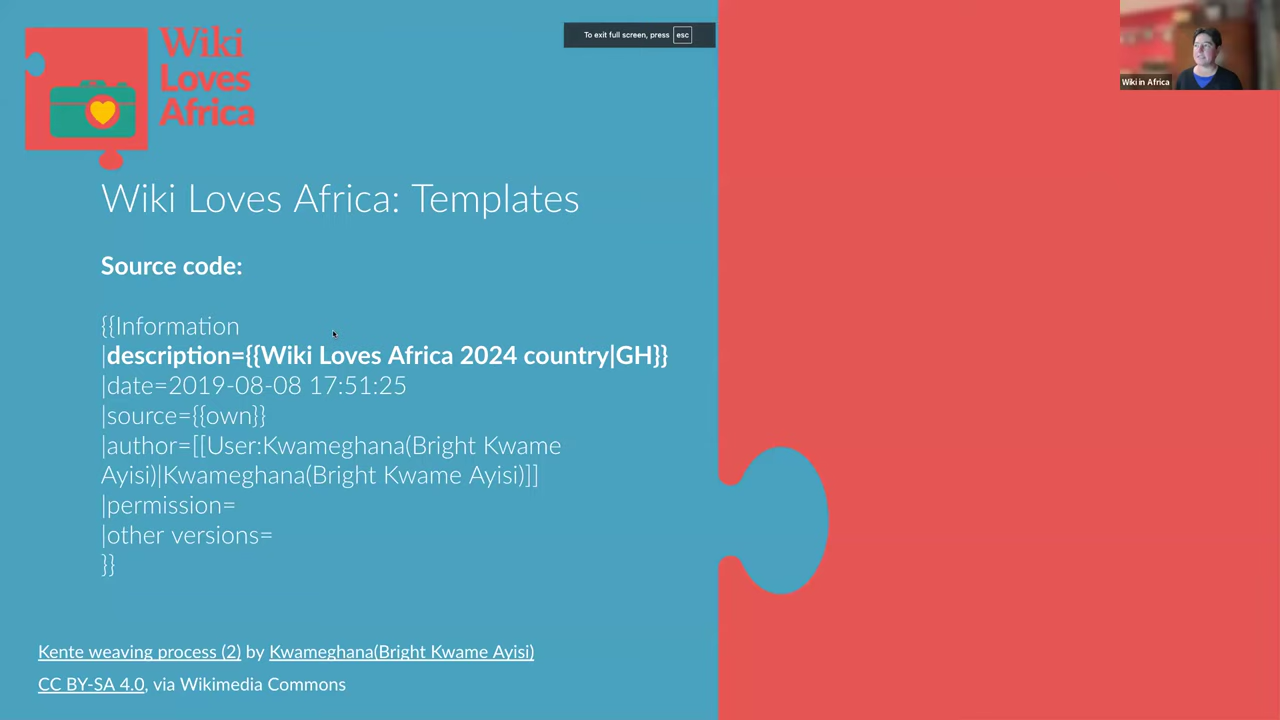 Wiki
Loves
Africa
To exit full screen, press esc
Wiki in Africa
Wiki Loves Africa: Templates
Source code:
{{Information
|description={{Wiki Loves Africa 2024 country|GH}}
|date=2019-08-08 17:51:25
|source={{own}}
|author=[[User:Kwameghana(Bright Kwame
Ayisi)|Kwameghana(Bright Kwame Ayisi)]]
|permission=
|other versions=
}}
Kente weaving process (2) by Kwameghana(Bright Kwame Ayisi)
CC BY-SA 4.0, via Wikimedia Commons